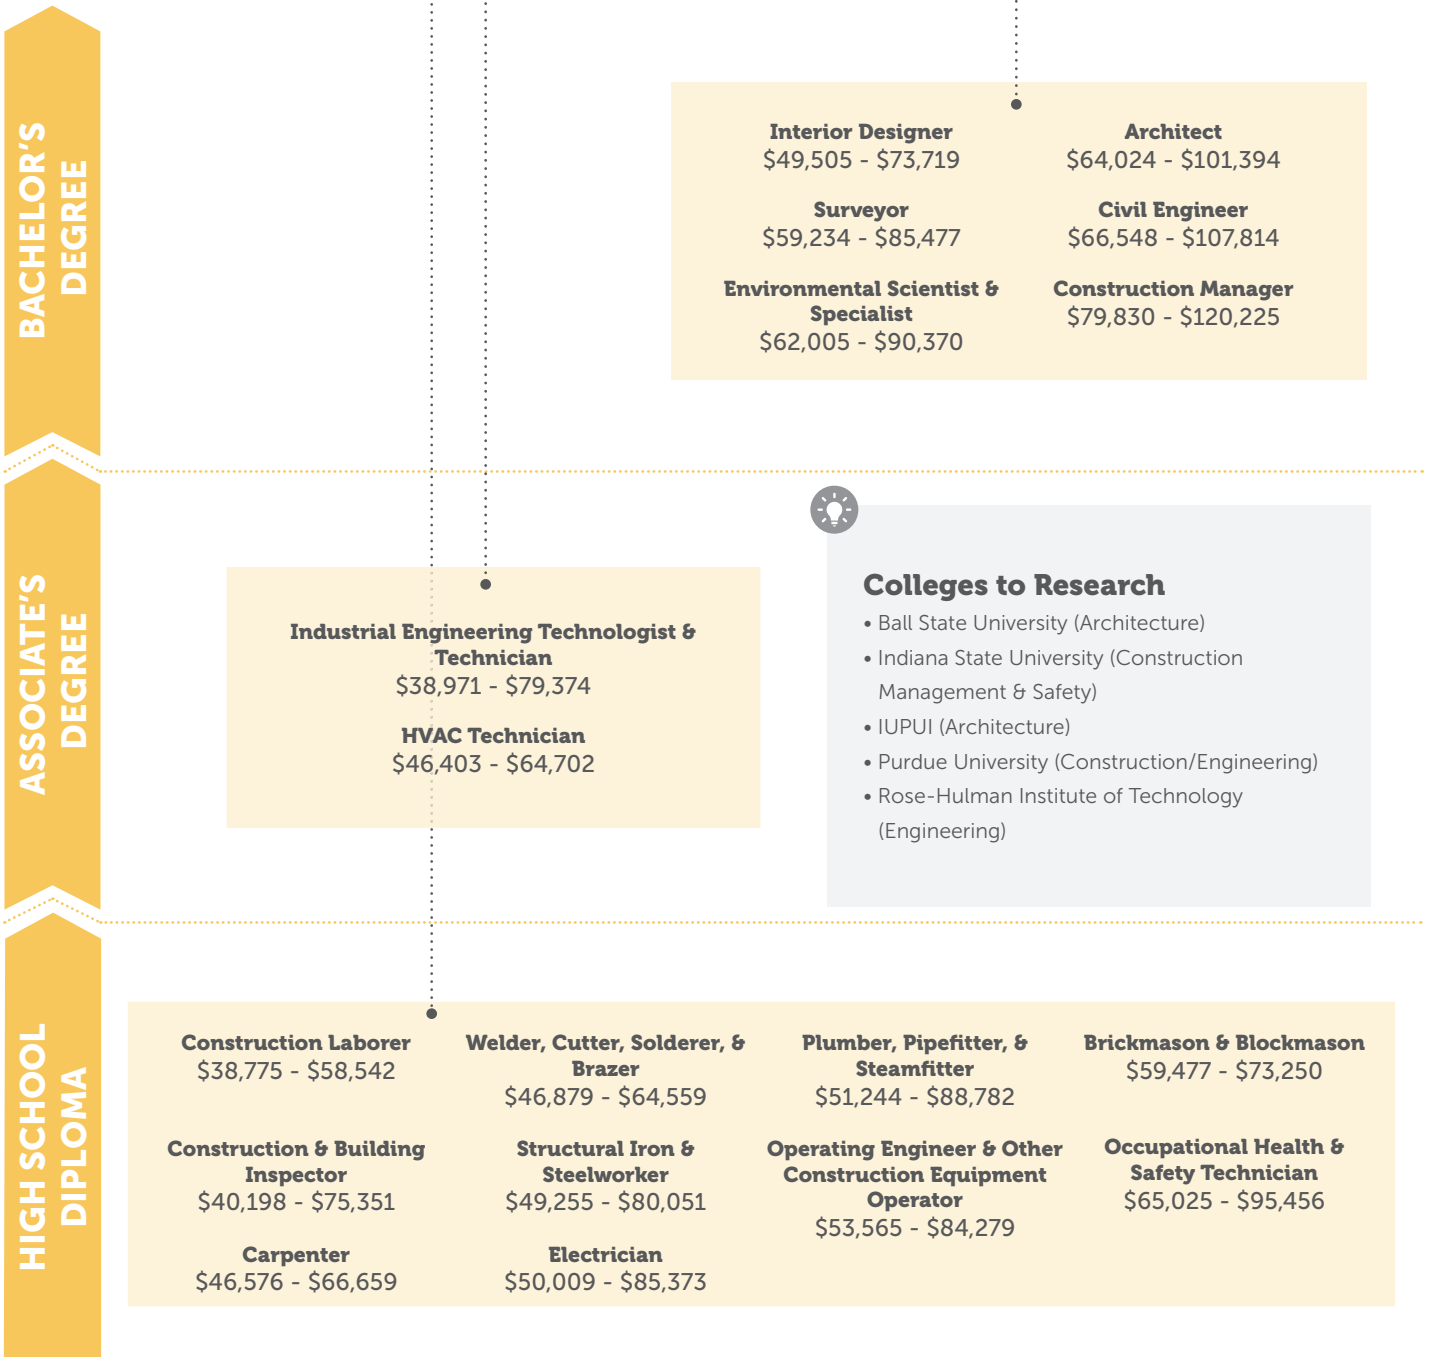 BACHELOR'S
DEGREE
Interior Designer
$49,505 - $73,719
Surveyor
$59,234 - $85,477
Environmental Scientist &
Specialist
$62,005 - $90,370
Architect
$64,024 - $101,394
Civil Engineer
$66,548 - $107,814
Construction Manager
$79,830 - $120,225
ASSOCIATE'S
DEGREE
Industrial Engineering Technologist &
Technician
$38,971 - $79,374
HVAC Technician
$46,403 - $64,702
Colleges to Research
• Ball State University (Architecture)
• Indiana State University (Construction
Management & Safety)
• IUPUI (Architecture)
• Purdue University (Construction/Engineering)
• Rose-Hulman Institute of Technology
(Engineering)
HIGH SCHOOL
DIPLOMA
Construction Laborer
$38,775 - $58,542
Construction & Building
Inspector
$40,198 - $75,351
Carpenter
$46,576 - $66,659
Welder, Cutter, Solderer, &
Brazer
$46,879 - $64,559
Structural Iron &
Steelworker
$49,255 - $80,051
Electrician
$50,009 - $85,373
Plumber, Pipefitter, &
Steamfitter
$51,244 - $88,782
Operating Engineer & Other
Construction Equipment
Operator
$53,565 - $84,279
Brickmason & Blockmason
$59,477 - $73,250
Occupational Health &
Safety Technician
$65,025 - $95,456